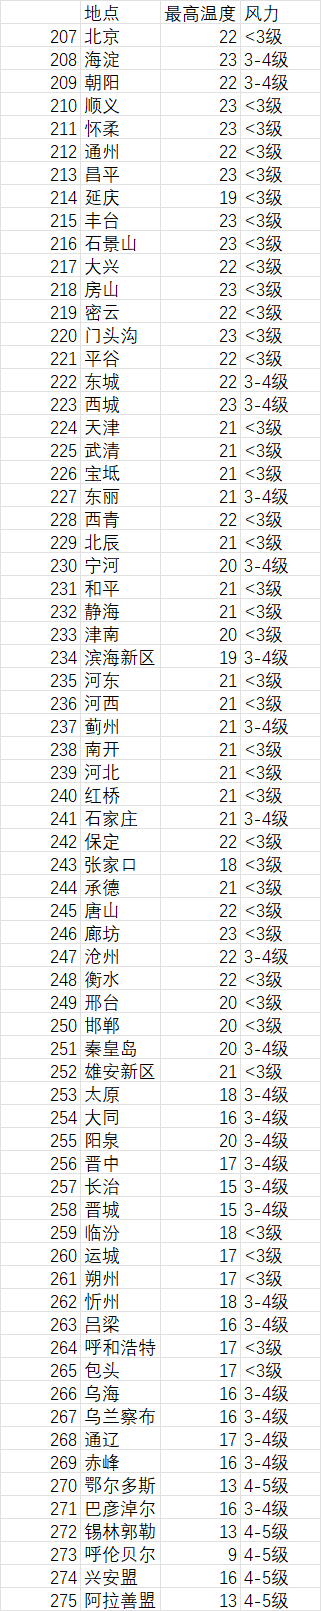 地点 最高温度 风力
207 北京 22 <3级
208 海淀 23 3-4级
209 朝阳 22 3-4级
210 顺义 23 <3级
211 怀柔 23 <3级
212 通州 22 <3级
213 昌平 23 <3级
214 延庆 19 <3级
215 丰台 23 <3级
216 石景山 23 <3级
217 大兴 22 <3级
218 房山 23 <3级
219 密云 22 <3级
220 门头沟 23 <3级
221 平谷 22 <3级
222 东城 22 3-4级
223 西城 23 3-4级
224 天津 21 <3级
225 武清 21 <3级
226 宝坻 21 <3级
227 东丽 21 3-4级
228 西青 22 <3级
229 北辰 21 <3级
230 宁河 20 3-4级
231 和平 21 <3级
232 静海 21 <3级
233 津南 20 <3级
234 滨海新区 19 3-4级
235 河东 21 <3级
236 河西 21 <3级
237 蓟州 21 3-4级
238 南开 21 <3级
239 河北 21 <3级
240 红桥 21 <3级
241 石家庄 21 3-4级
242 保定 22 <3级
243 张家口 18 <3级
244 承德 21 <3级
245 唐山 22 <3级
246 廊坊 23 <3级
247 沧州 22 3-4级
248 衡水 22 <3级
249 邢台 20 <3级
250 邯郸 20 <3级
251 秦皇岛 20 3-4级
252 雄安新区 21 <3级
253 太原 18 3-4级
254 大同 16 3-4级
255 阳泉 20 3-4级
256 晋中 17 3-4级
257 长治 15 3-4级
258 晋城 15 3-4级
259 临汾 18 <3级
260 运城 17 <3级
261 朔州 17 <3级
262 忻州 18 3-4级
263 吕梁 16 3-4级
264 呼和浩特 17 <3级
265 包头 17 <3级
266 乌海 16 3-4级
267 乌兰察布 16 3-4级
268 通辽 17 3-4级
269 赤峰 16 3-4级
270 鄂尔多斯 13 4-5级
271 巴彦淖尔 16 3-4级
272 锡林郭勒 13 4-5级
273 呼伦贝尔 9 4-5级
274 兴安盟 16 4-5级
275 阿拉善盟 13 4-5级